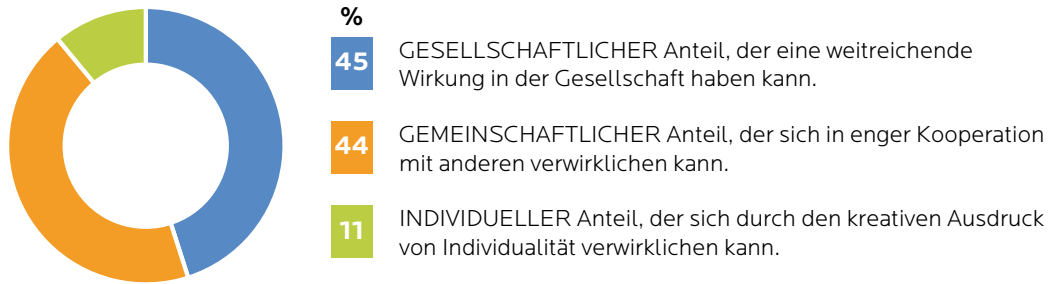 %
45 GESELLSCHAFTLICHER Anteil, der eine weitreichende
Wirkung in der Gesellschaft haben kann.
44 GEMEINSCHAFTLICHER Anteil, der sich in enger Kooperation
mit anderen verwirklichen kann.
11 INDIVIDUELLER Anteil, der sich durch den kreativen Ausdruck
von Individualität verwirklichen kann.